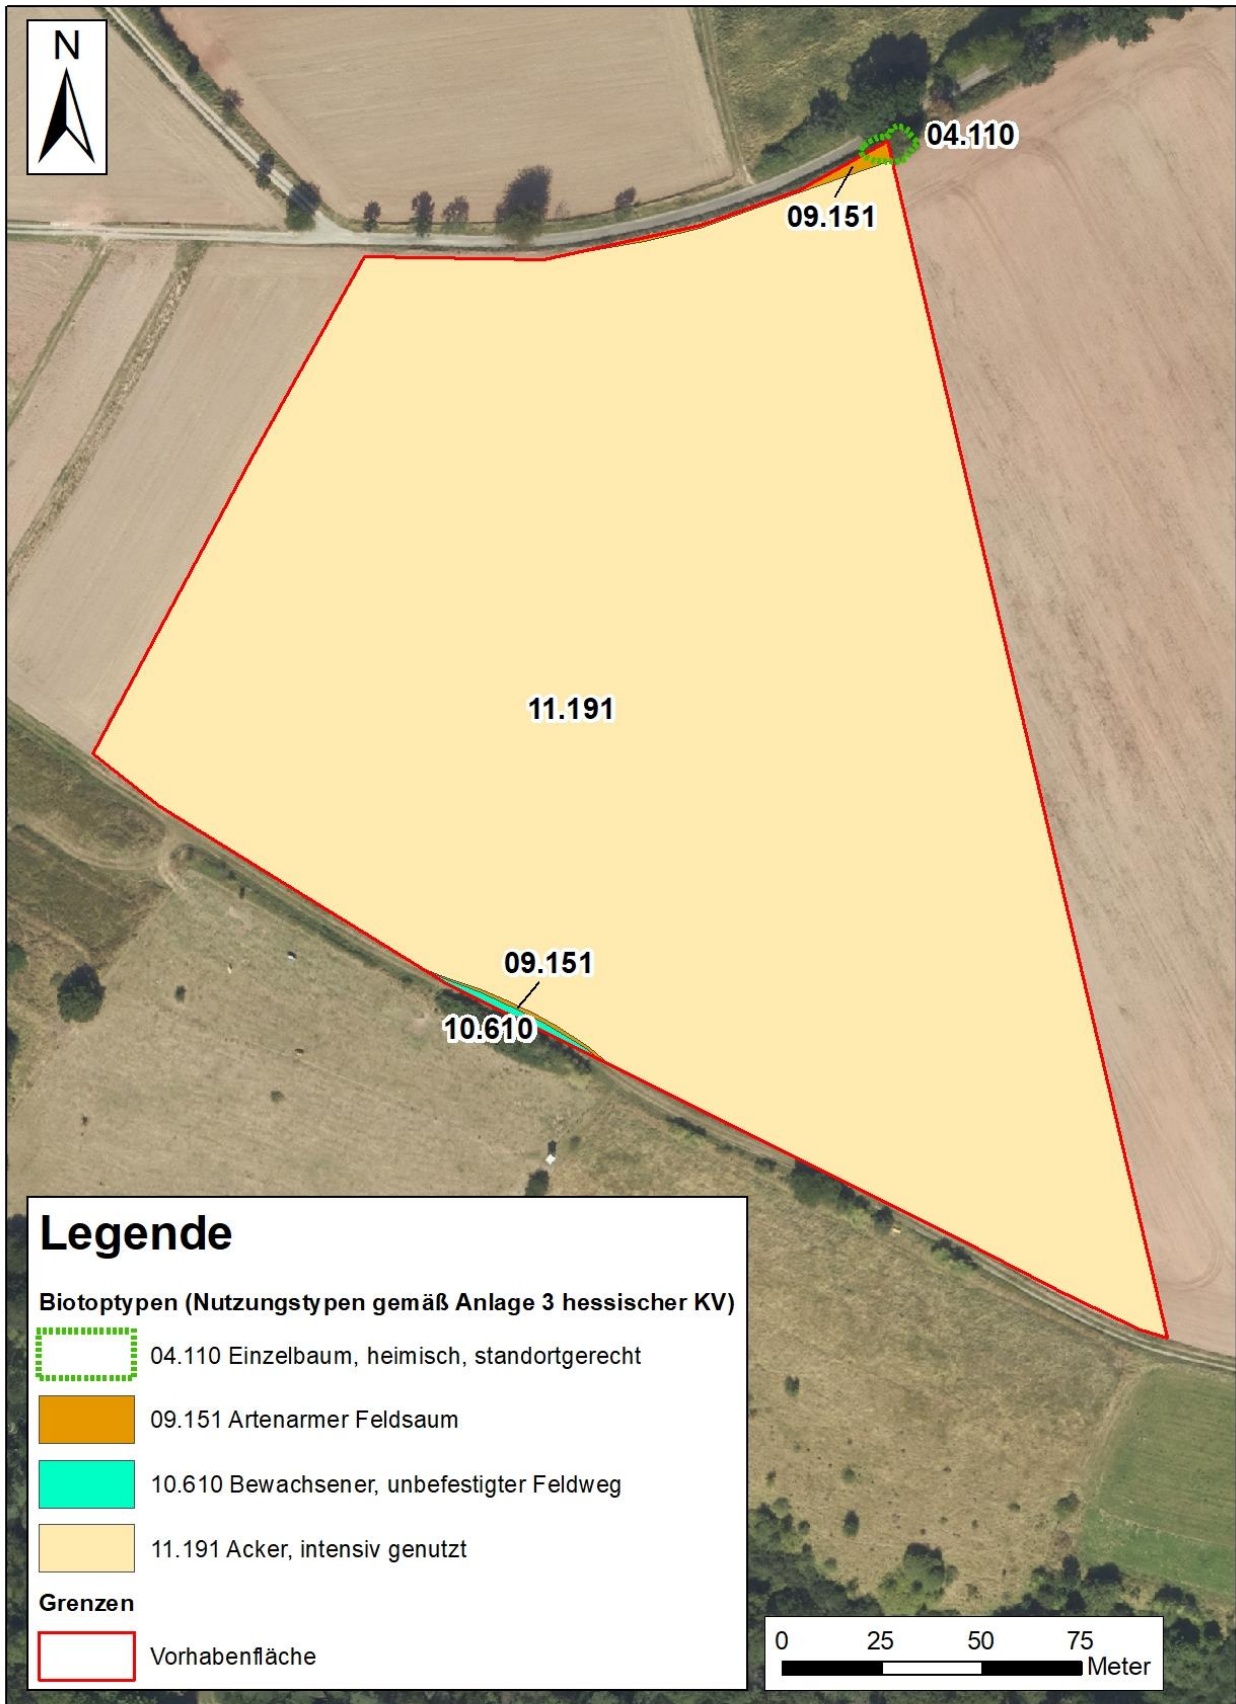 N
04.110
09.151
11.191
09.151
10.610
Legende
Biotoptypen (Nutzungstypen gemäß Anlage 3 hessischer KV)
04.110 Einzelbaum, heimisch, standortgerecht
09.151 Artenarmer Feldsaum
10.610 Bewachsener, unbefestigter Feldweg
11.191 Acker, intensiv genutzt
Grenzen
Vorhabenfläche
0 25 50 75
Meter